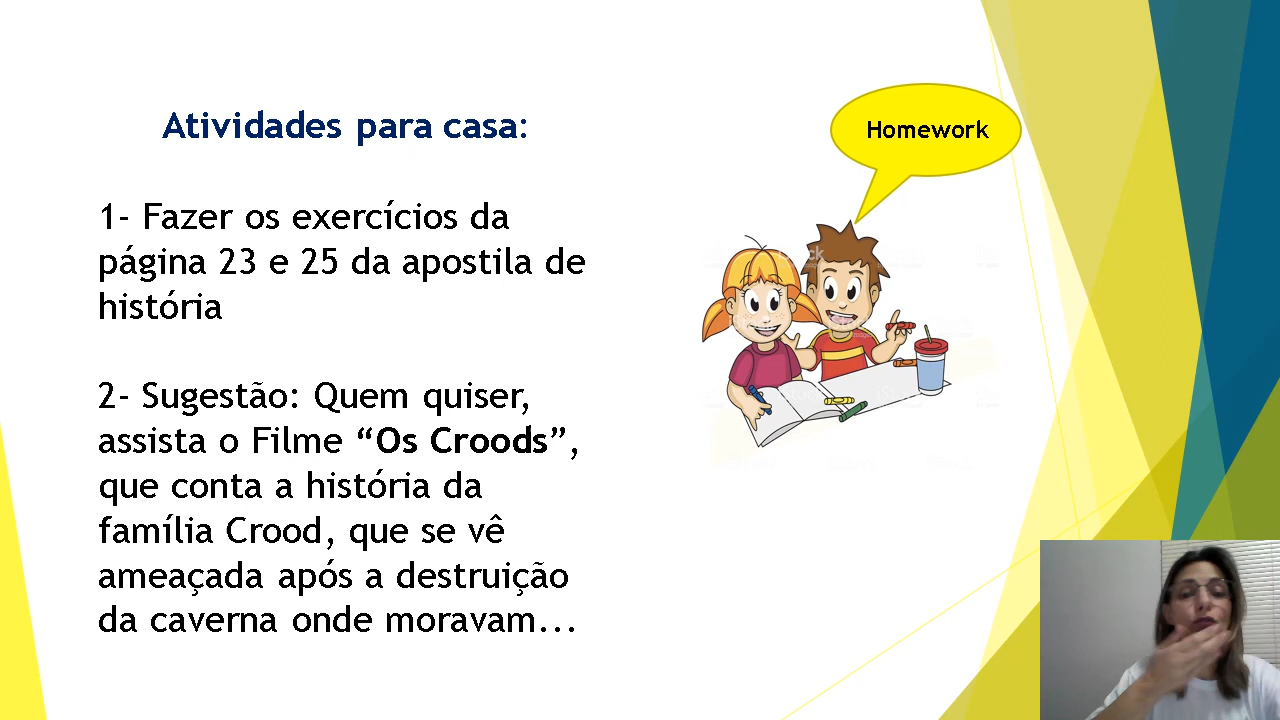 Atividades para casa:
Homework
1- Fazer os exercícios da
página 23 e 25 da apostila de
história
2- Sugestão: Quem quiser,
assista o Filme “Os Croods”,
que conta a história da
família Crood, que se vê
ameaçada após a destruição
da caverna onde moravam...